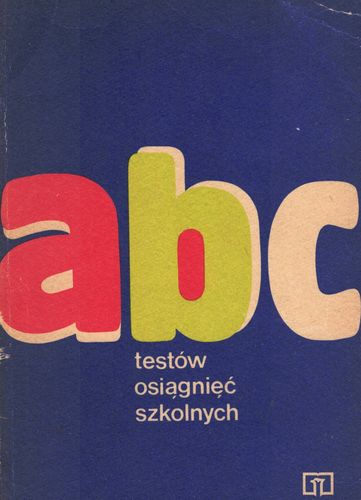 abc
testów
osiągnięć
szkolnych